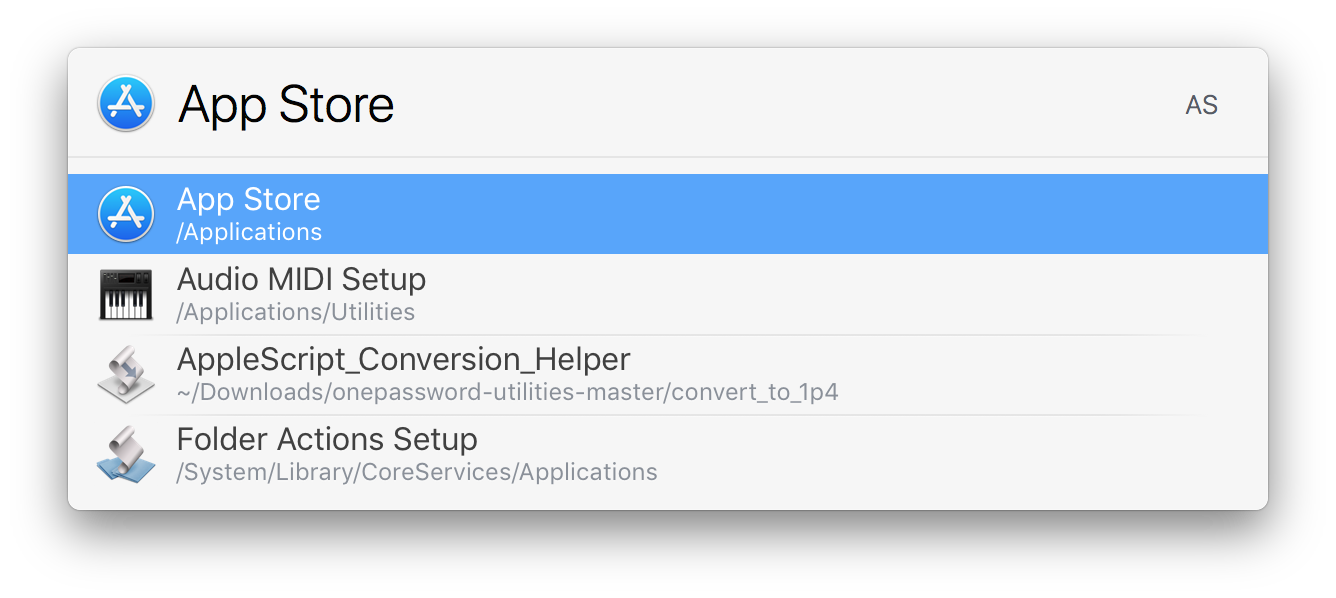 App Store
AS
App Store
/Applications
Audio MIDI Setup
/Applications/Utilities
AppleScript_Conversion_Helper
~/Downloads/onepassword-utilities-master/convert_to_1p4
Folder Actions Setup
/System/Library/CoreServices/Applications